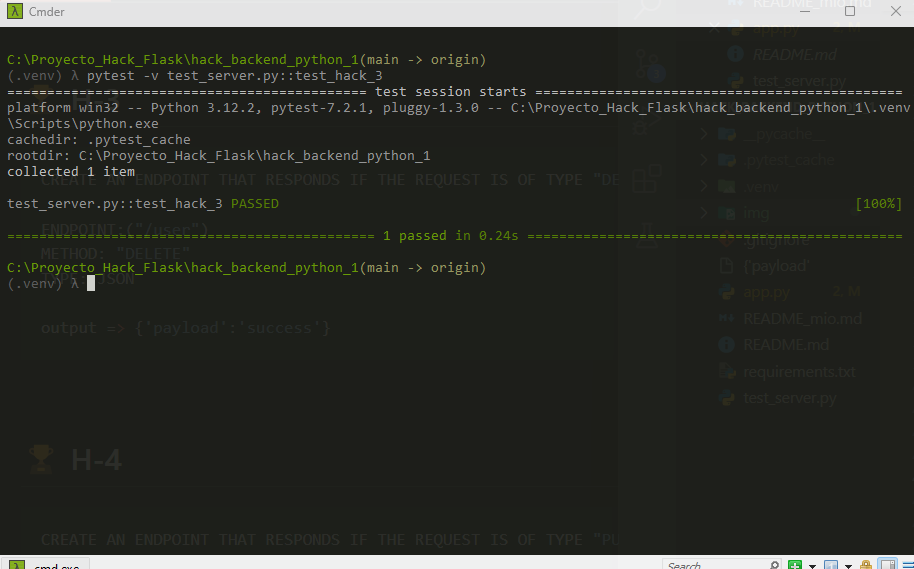 Cmder
README_mio.md
app.py 2, M
README.md
test_server.py
C:\Proyecto_Hack_Flask\hack_backend_python_1(main -> origin)
(.venv) λ pytest -v test_server.py::test_hack_3
============================================ test session starts ============================================
platform win32 -- Python 3.12.2, pytest-7.2.1, pluggy-1.3.0 -- C:\Proyecto_Hack_Flask\hack_backend_python_1\.venv
\Scripts\python.exe
cachedir: .pytest_cache
rootdir: C:\Proyecto_Hack_Flask\hack_backend_python_1
collected 1 item
test_server.py::test_hack_3 PASSED [100%]
============================================= 1 passed in 0.24s =============================================
C:\Proyecto_Hack_Flask\hack_backend_python_1(main -> origin)
(.venv) λ
H-3
CREATE AN ENDPOINT THAT RESPONDS IF THE REQUEST IS OF TYPE "DE
ENDPOINT:("/user")
METHOD: "DELETE"
JSON
output => {'payload':'success'}
H-4
CREATE AN ENDPOINT THAT RESPONDS IF THE REQUEST IS OF TYPE "PU
__pycache__
.pytest_cache
.venv
img
.gitignore
{'payload'
app.py 2, M
README_mio.md
README.md
requirements.txt
test_server.py
cmd.exe
Search